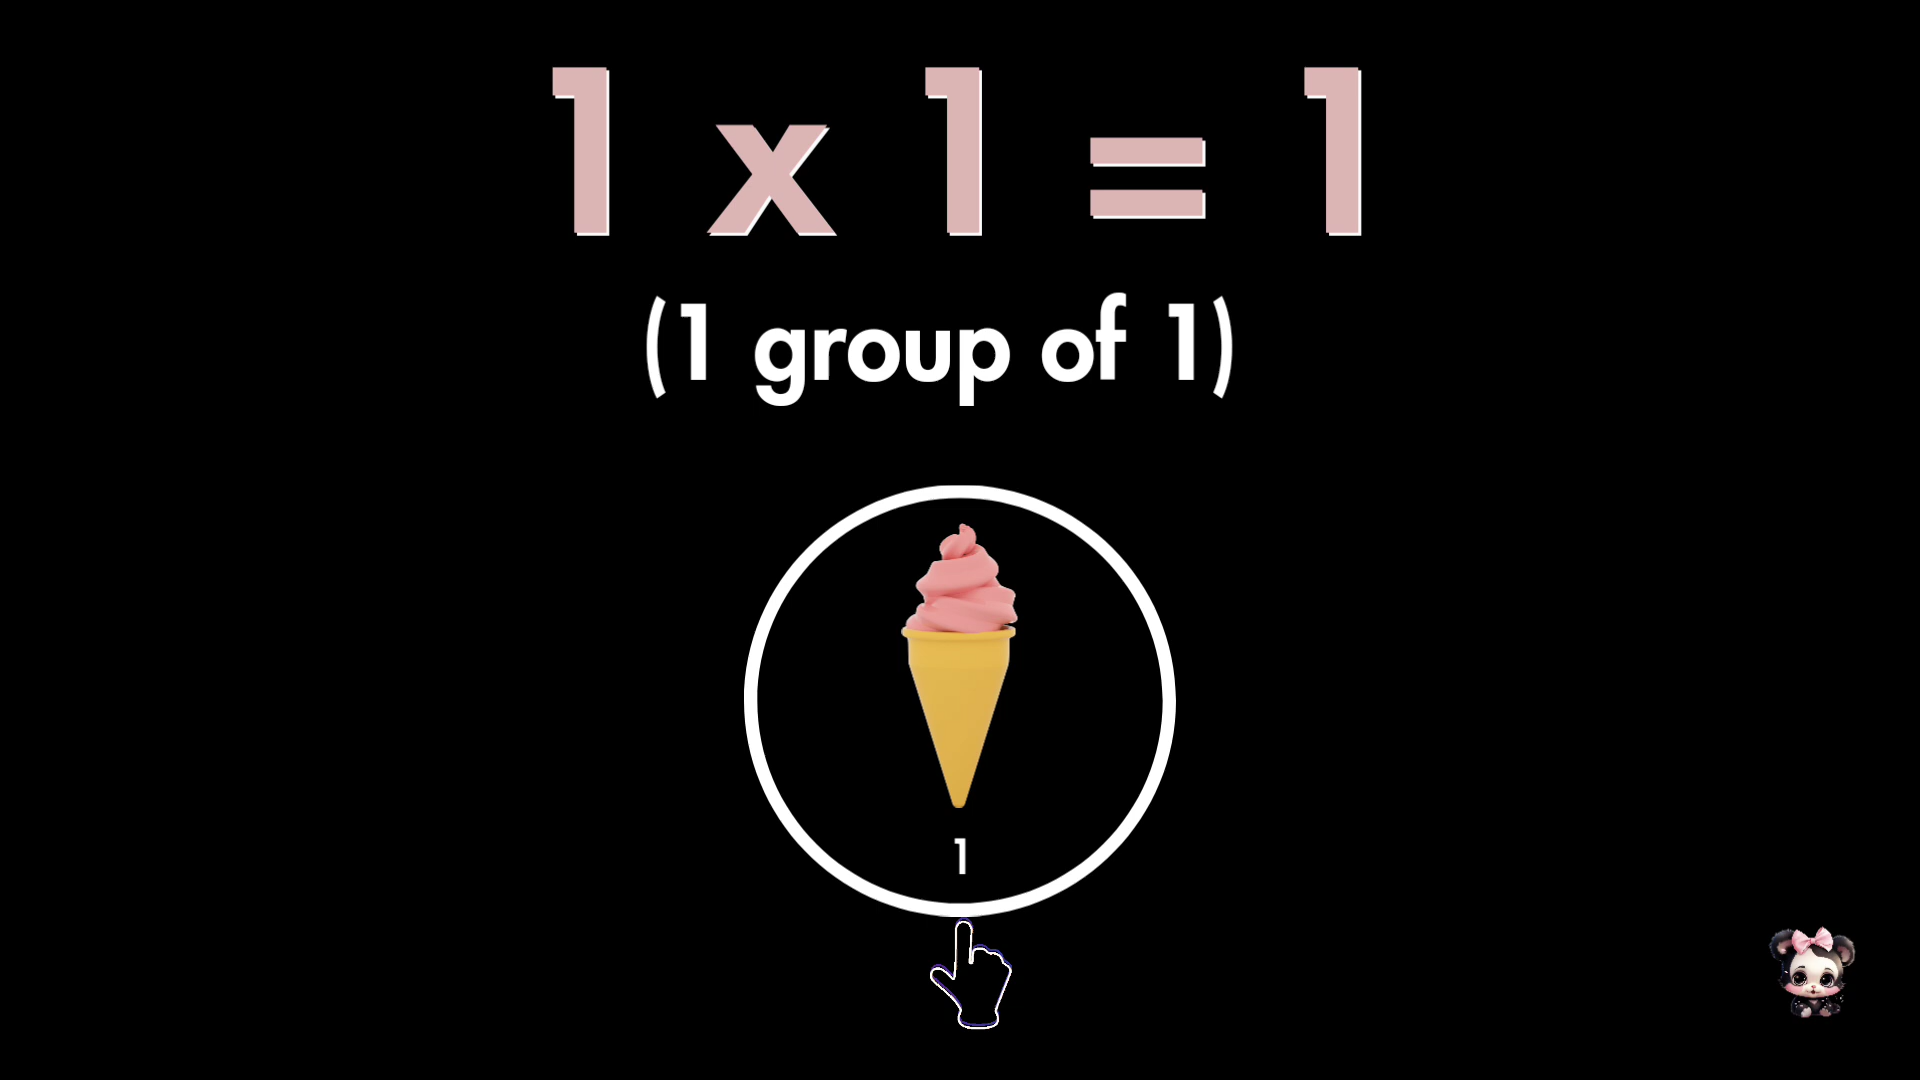 1 x 1 = 1
(1 group of 1)
1